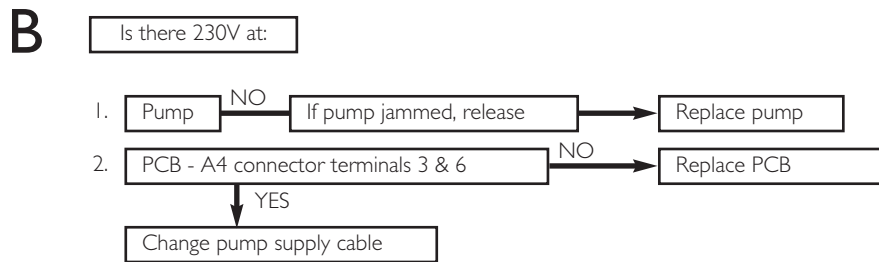 B
Is there 230V at:
1. Pump NO If pump jammed, release Replace pump
2. PCB - A4 connector terminals 3 & 6 NO Replace PCB
YES
Change pump supply cable